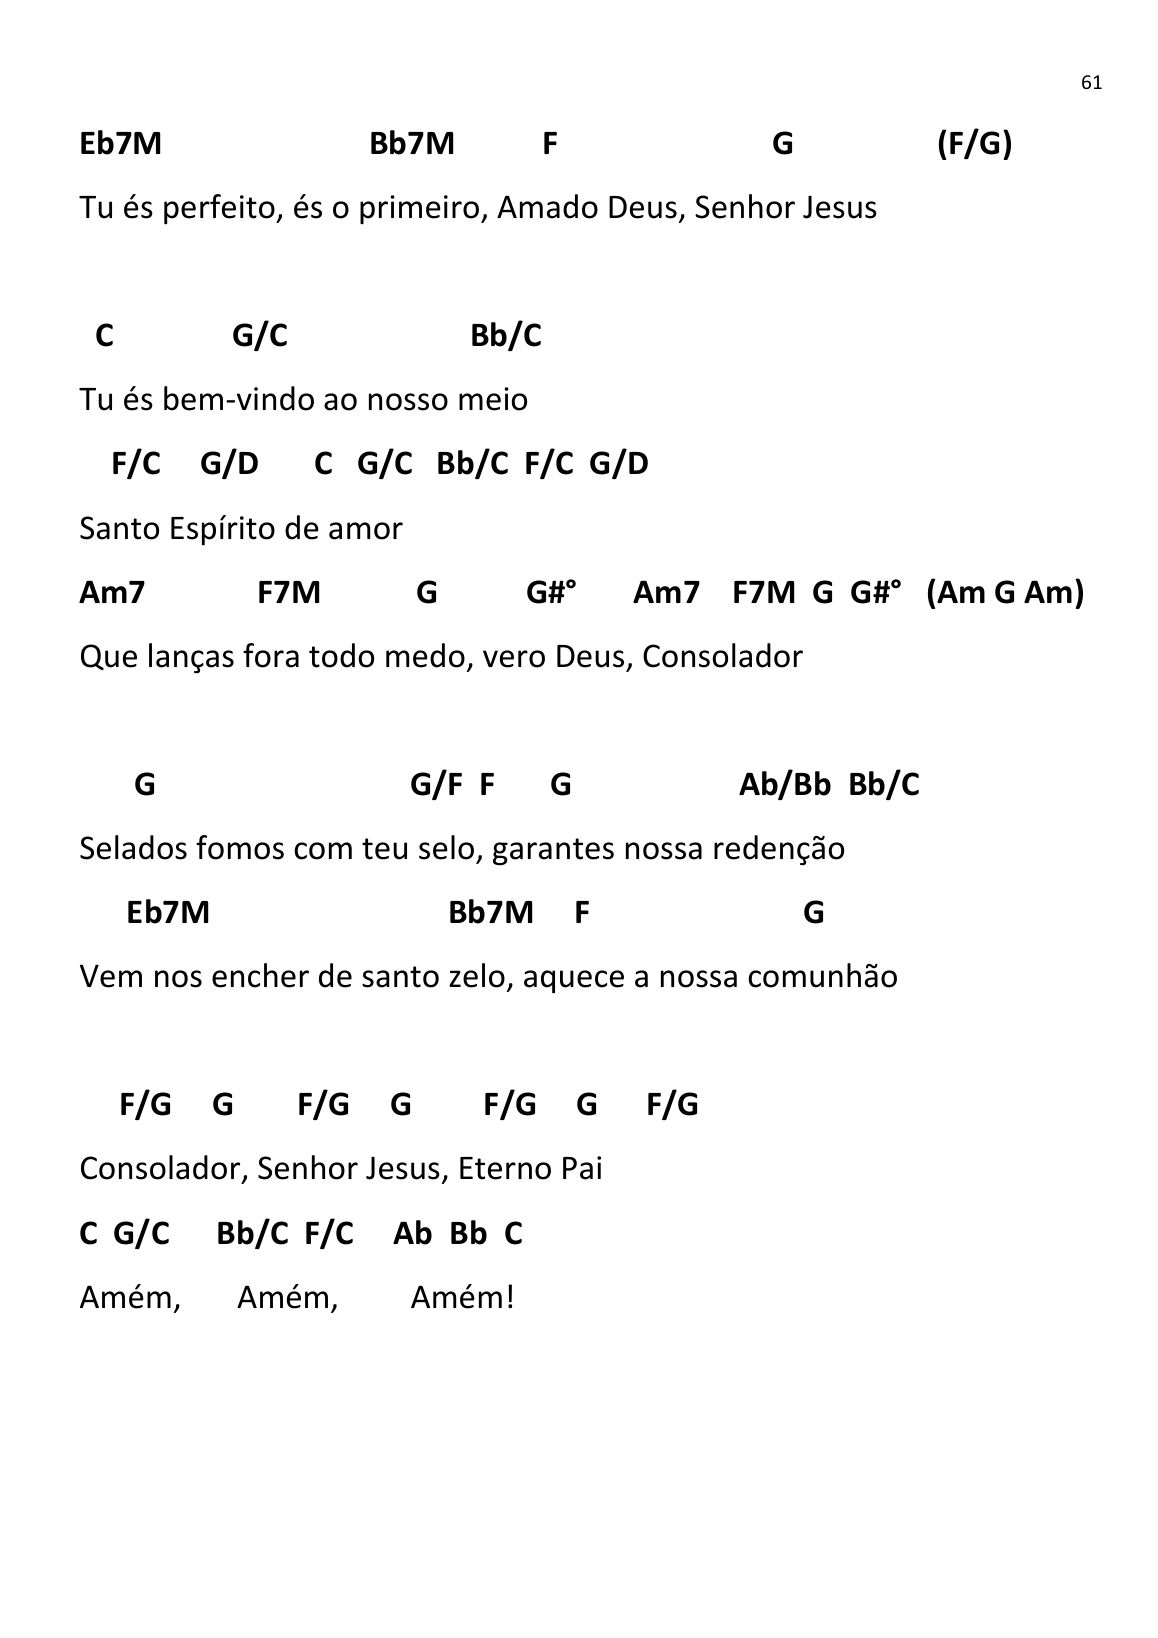 61
Eb7M Bb7M F G (F/G)
Tu és perfeito, és o primeiro, Amado Deus, Senhor Jesus
C G/C Bb/C
Tu és bem-vindo ao nosso meio
F/C G/D C G/C Bb/C F/C G/D
Santo Espírito de amor
Am7 F7M G G#° Am7 F7M G G#° (Am G Am)
Que lanças fora todo medo, vero Deus, Consolador
G G/F F G Ab/Bb Bb/C
Selados fomos com teu selo, garantes nossa redenção
Eb7M Bb7M F G
Vem nos encher de santo zelo, aquece a nossa comunhão
F/G G F/G G F/G G F/G
Consolador, Senhor Jesus, Eterno Pai
C G/C Bb/C F/C Ab Bb C
Amém, Amém, Amém!